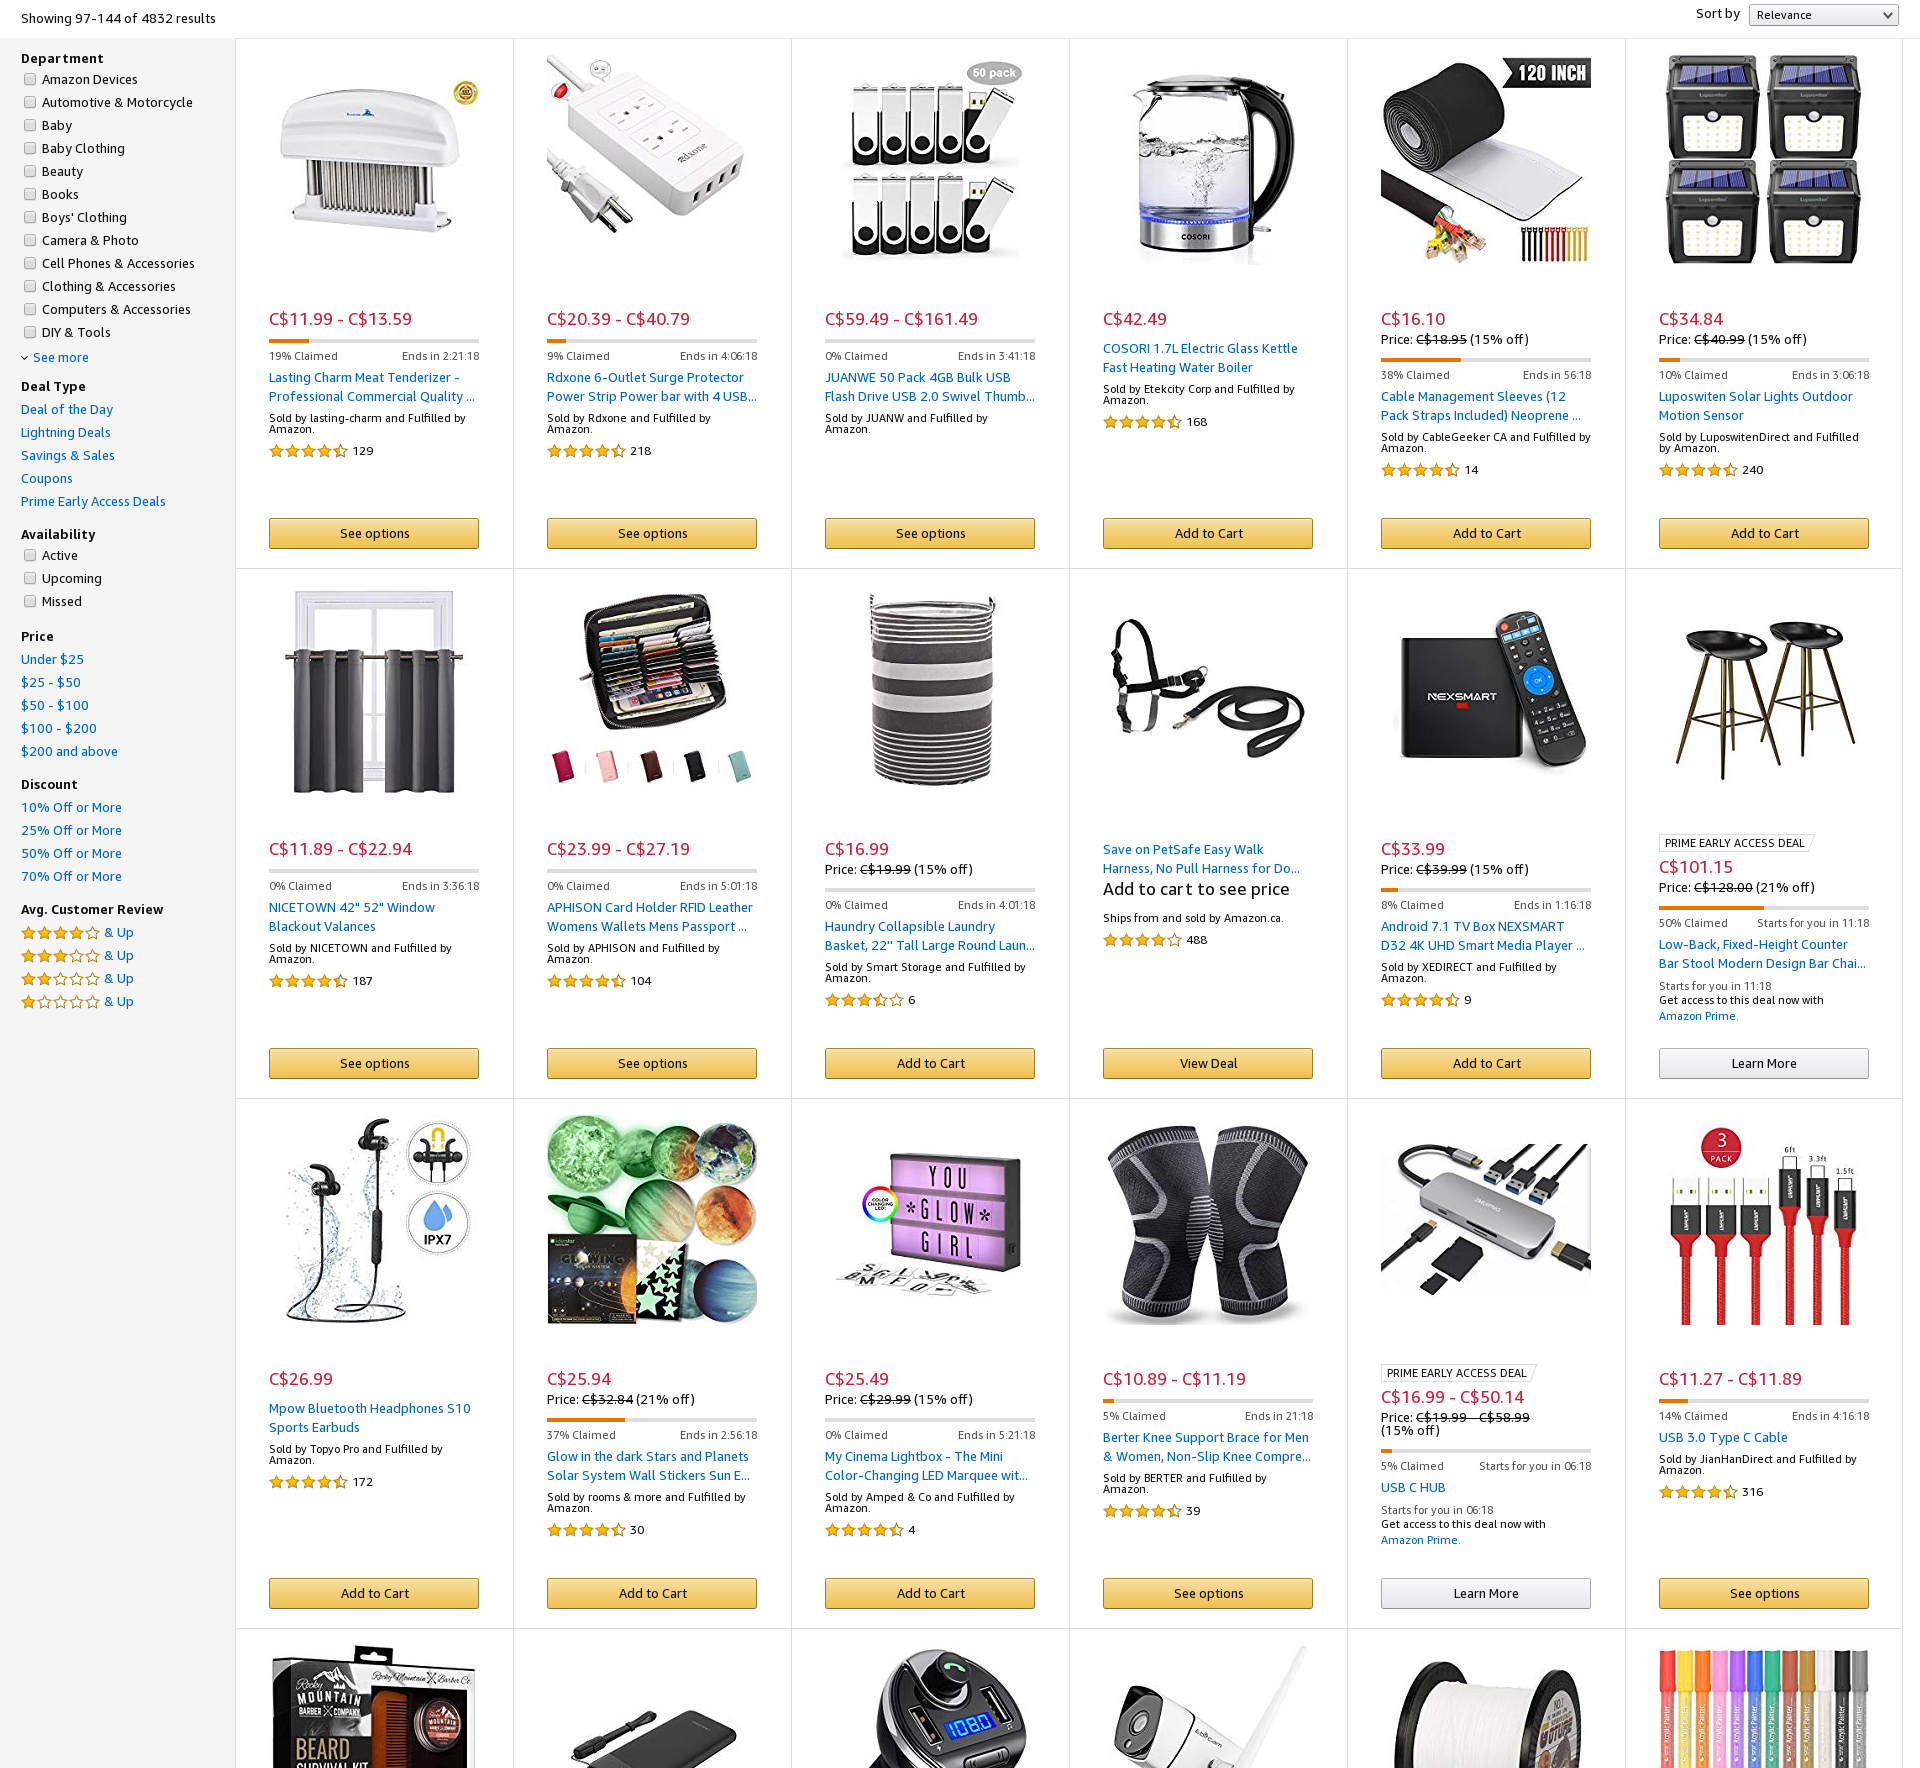 Showing 97-144 of 4832 results
Sort by Relevance
Department
Amazon Devices
Automotive & Motorcycle
Baby
Baby Clothing
Beauty
Books
Boys' Clothing
Camera & Photo
Cell Phones & Accessories
Clothing & Accessories
Computers & Accessories
DIY & Tools
See more
Deal Type
Deal of the Day
Lightning Deals
Savings & Sales
Coupons
Prime Early Access Deals
Availability
Active
Upcoming
Missed
Price
Under $25
$25 - $50
$50 - $100
$100 - $200
$200 and above
Discount
10% Off or More
25% Off or More
50% Off or More
70% Off or More
Avg. Customer Review
& Up
& Up
& Up
& Up
C$11.99 - C$13.59
19% Claimed Ends in 2:21:18
Lasting Charm Meat Tenderizer -
Professional Commercial Quality ...
Sold by lasting-charm and Fulfilled by
Amazon.
129
See options
Rdxone
C$20.39 - C$40.79
9% Claimed Ends in 4:06:18
Rdxone 6-Outlet Surge Protector
Power Strip Power bar with 4 USB...
Sold by Rdxone and Fulfilled by
Amazon.
218
See options
50 pack
C$59.49 - C$161.49
0% Claimed Ends in 3:41:18
JUANWE 50 Pack 4GB Bulk USB
Flash Drive USB 2.0 Swivel Thumb...
Sold by JUANW and Fulfilled by
Amazon.
See options
COSORI
C$42.49
COSORI 1.7L Electric Glass Kettle
Fast Heating Water Boiler
Sold by Etekcity Corp and Fulfilled by
Amazon.
168
Add to Cart
120 INCH
C$16.10
Price: C$18.95 (15% off)
38% Claimed Ends in 56:18
Cable Management Sleeves (12
Pack Straps Included) Neoprene ...
Sold by CableGeeker CA and Fulfilled by
Amazon.
14
Add to Cart
C$34.84
Price: C$40.99 (15% off)
10% Claimed Ends in 3:06:18
Luposwiten Solar Lights Outdoor
Motion Sensor
Sold by LuposwitenDirect and Fulfilled
by Amazon.
240
Add to Cart
C$11.89 - C$22.94
0% Claimed Ends in 3:36:18
NICETOWN 42" 52" Window
Blackout Valances
Sold by NICETOWN and Fulfilled by
Amazon.
187
See options
C$23.99 - C$27.19
0% Claimed Ends in 5:01:18
APHISON Card Holder RFID Leather
Womens Wallets Mens Passport ...
Sold by APHISON and Fulfilled by
Amazon.
104
See options
C$16.99
Price: C$19.99 (15% off)
0% Claimed Ends in 4:01:18
Haundry Collapsible Laundry
Basket, 22'' Tall Large Round Laun...
Sold by Smart Storage and Fulfilled by
Amazon.
6
Add to Cart
Save on PetSafe Easy Walk
Harness, No Pull Harness for Do...
Add to cart to see price
Ships from and sold by Amazon.ca.
488
View Deal
NEXSMART
OK
C$33.99
Price: C$39.99 (15% off)
8% Claimed Ends in 1:16:18
Android 7.1 TV Box NEXSMART
D32 4K UHD Smart Media Player ...
Sold by XEDIRECT and Fulfilled by
Amazon.
9
Add to Cart
PRIME EARLY ACCESS DEAL
C$101.15
Price: C$128.00 (21% off)
50% Claimed Starts for you in 11:18
Low-Back, Fixed-Height Counter
Bar Stool Modern Design Bar Chai...
Starts for you in 11:18
Get access to this deal now with
Amazon Prime.
Learn More
IPX7
C$26.99
Mpow Bluetooth Headphones S10
Sports Earbuds
Sold by Topyo Pro and Fulfilled by
Amazon.
172
Add to Cart
GLOWING
C$25.94
Price: C$32.84 (21% off)
37% Claimed Ends in 2:56:18
Glow in the dark Stars and Planets
Solar System Wall Stickers Sun E...
Sold by rooms & more and Fulfilled by
Amazon.
30
Add to Cart
COLOR
CHANGING
LED!
YOU
*GLOW*
GIRL
C$25.49
Price: C$29.99 (15% off)
0% Claimed Ends in 5:21:18
My Cinema Lightbox - The Mini
Color-Changing LED Marquee wit...
Sold by Amped & Co and Fulfilled by
Amazon.
4
Add to Cart
C$10.89 - C$11.19
5% Claimed Ends in 21:18
Berter Knee Support Brace for Men
& Women, Non-Slip Knee Compre...
Sold by BERTER and Fulfilled by
Amazon.
39
See options
PRIME EARLY ACCESS DEAL
C$16.99 - C$50.14
Price: C$19.99 - C$58.99
(15% off)
5% Claimed Starts for you in 06:18
USB C HUB
Starts for you in 06:18
Get access to this deal now with
Amazon Prime.
Learn More
3
PACK
6ft
3.3ft
1.5ft
C$11.27 - C$11.89
14% Claimed Ends in 4:16:18
USB 3.0 Type C Cable
Sold by JianHanDirect and Fulfilled by
Amazon.
316
See options
Rocky Mountain Barber Co.
Rocky
MOUNTAIN
BARBER COMPANY
BEARD
SURVIVAL KIT
108.0